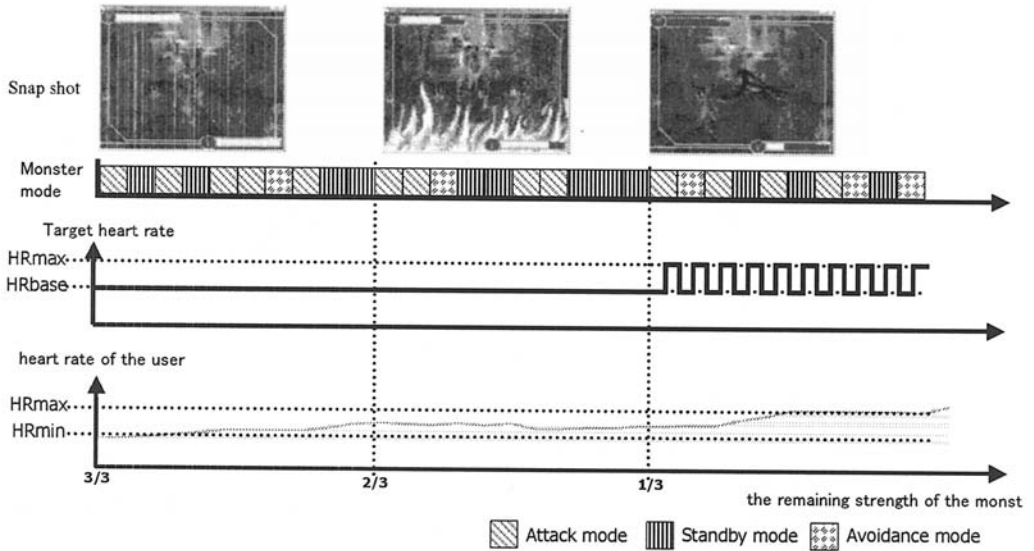 Snap shot
Monster
mode
Target heart rate
HRmax
HRbase
heart rate of the user
HRmax
HRmin
3/3
2/3
1/3
the remaining strength of the monst
Attack mode
Standby mode
Avoidance mode